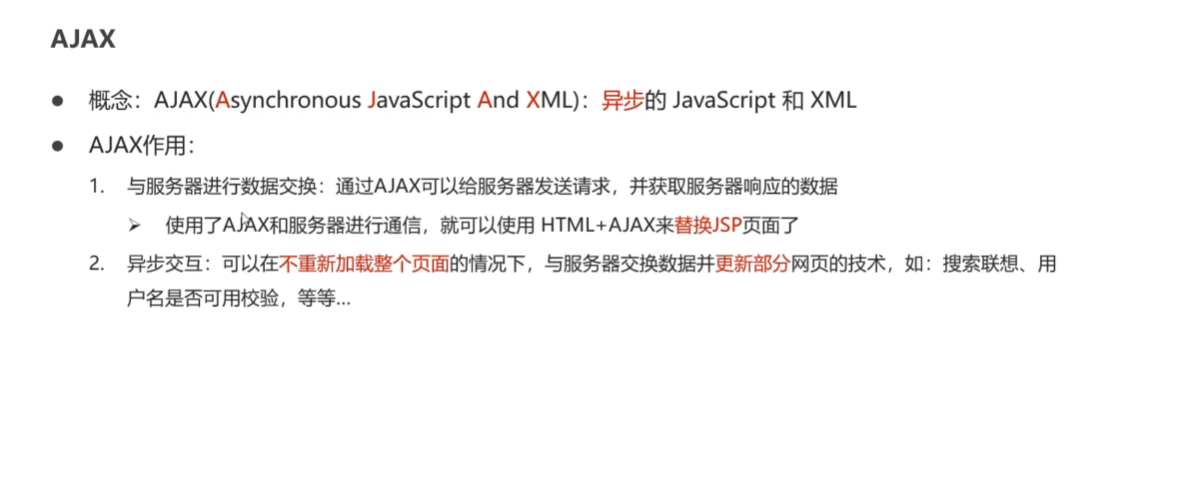 AJAX
● 概念：AJAX(Asynchronous JavaScript And XML)：异步的 JavaScript 和 XML
● AJAX作用：
1. 与服务器进行数据交换：通过AJAX可以给服务器发送请求，并获取服务器响应的数据
➢ 使用了AJAX和服务器进行通信，就可以使用 HTML+AJAX来替换JSP页面了
2. 异步交互：可以在不重新加载整个页面的情况下，与服务器交换数据并更新部分网页的技术，如：搜索联想、用
户名是否可用校验，等等...